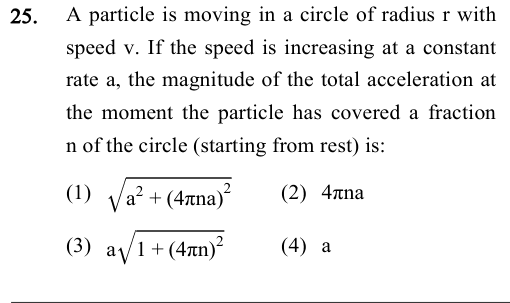 25. A particle is moving in a circle of radius r with
speed v. If the speed is increasing at a constant
rate a, the magnitude of the total acceleration at
the moment the particle has covered a fraction
n of the circle (starting from rest) is:
(1) √(a² + (4πna)²) (2) 4πna
(3) a√(1 + (4πn)²) (4) a